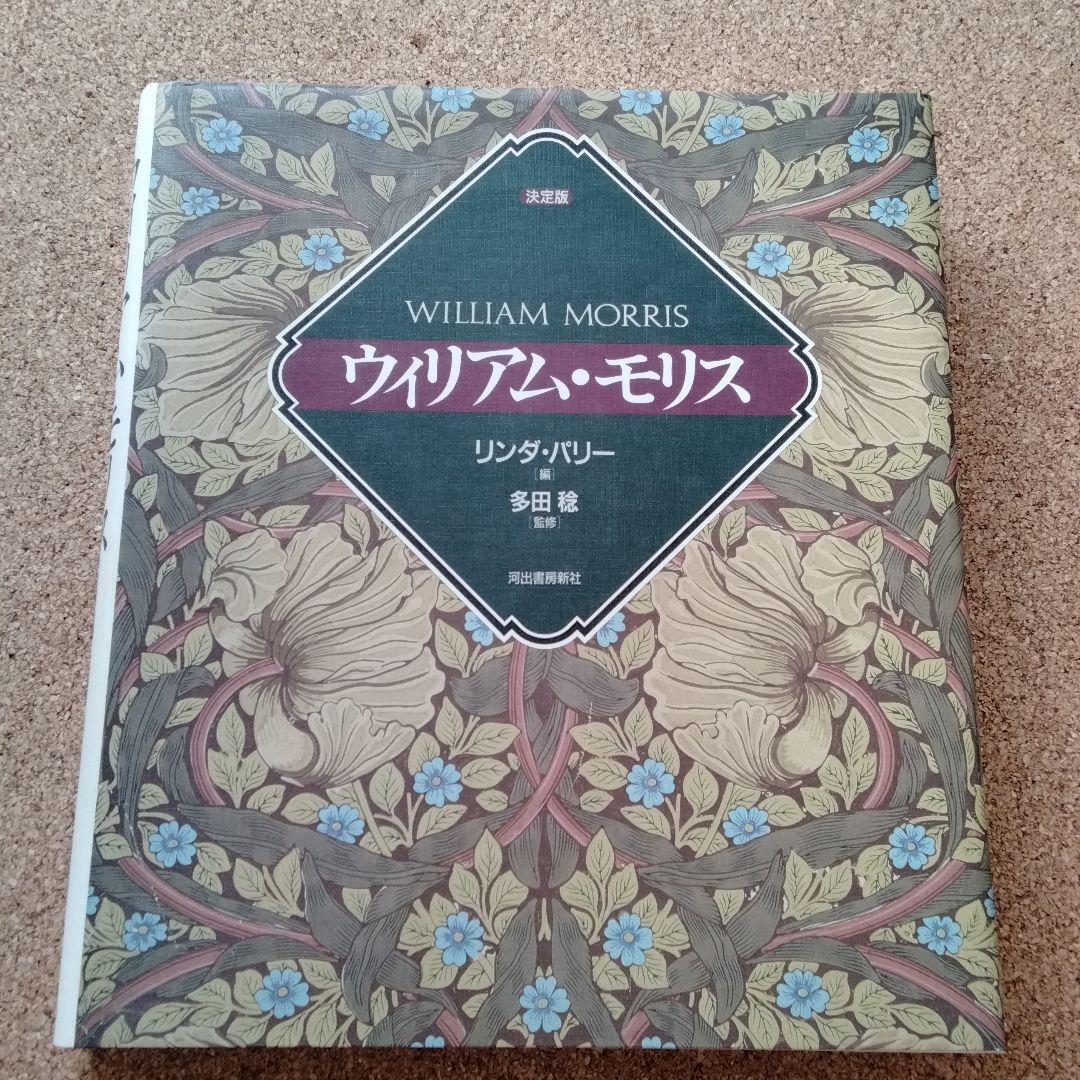 決定版
WILLIAM MORRIS
ウィリアム・モリス
リンダ・パリー
[編]
多田 稔
[監修]
河出書房新社